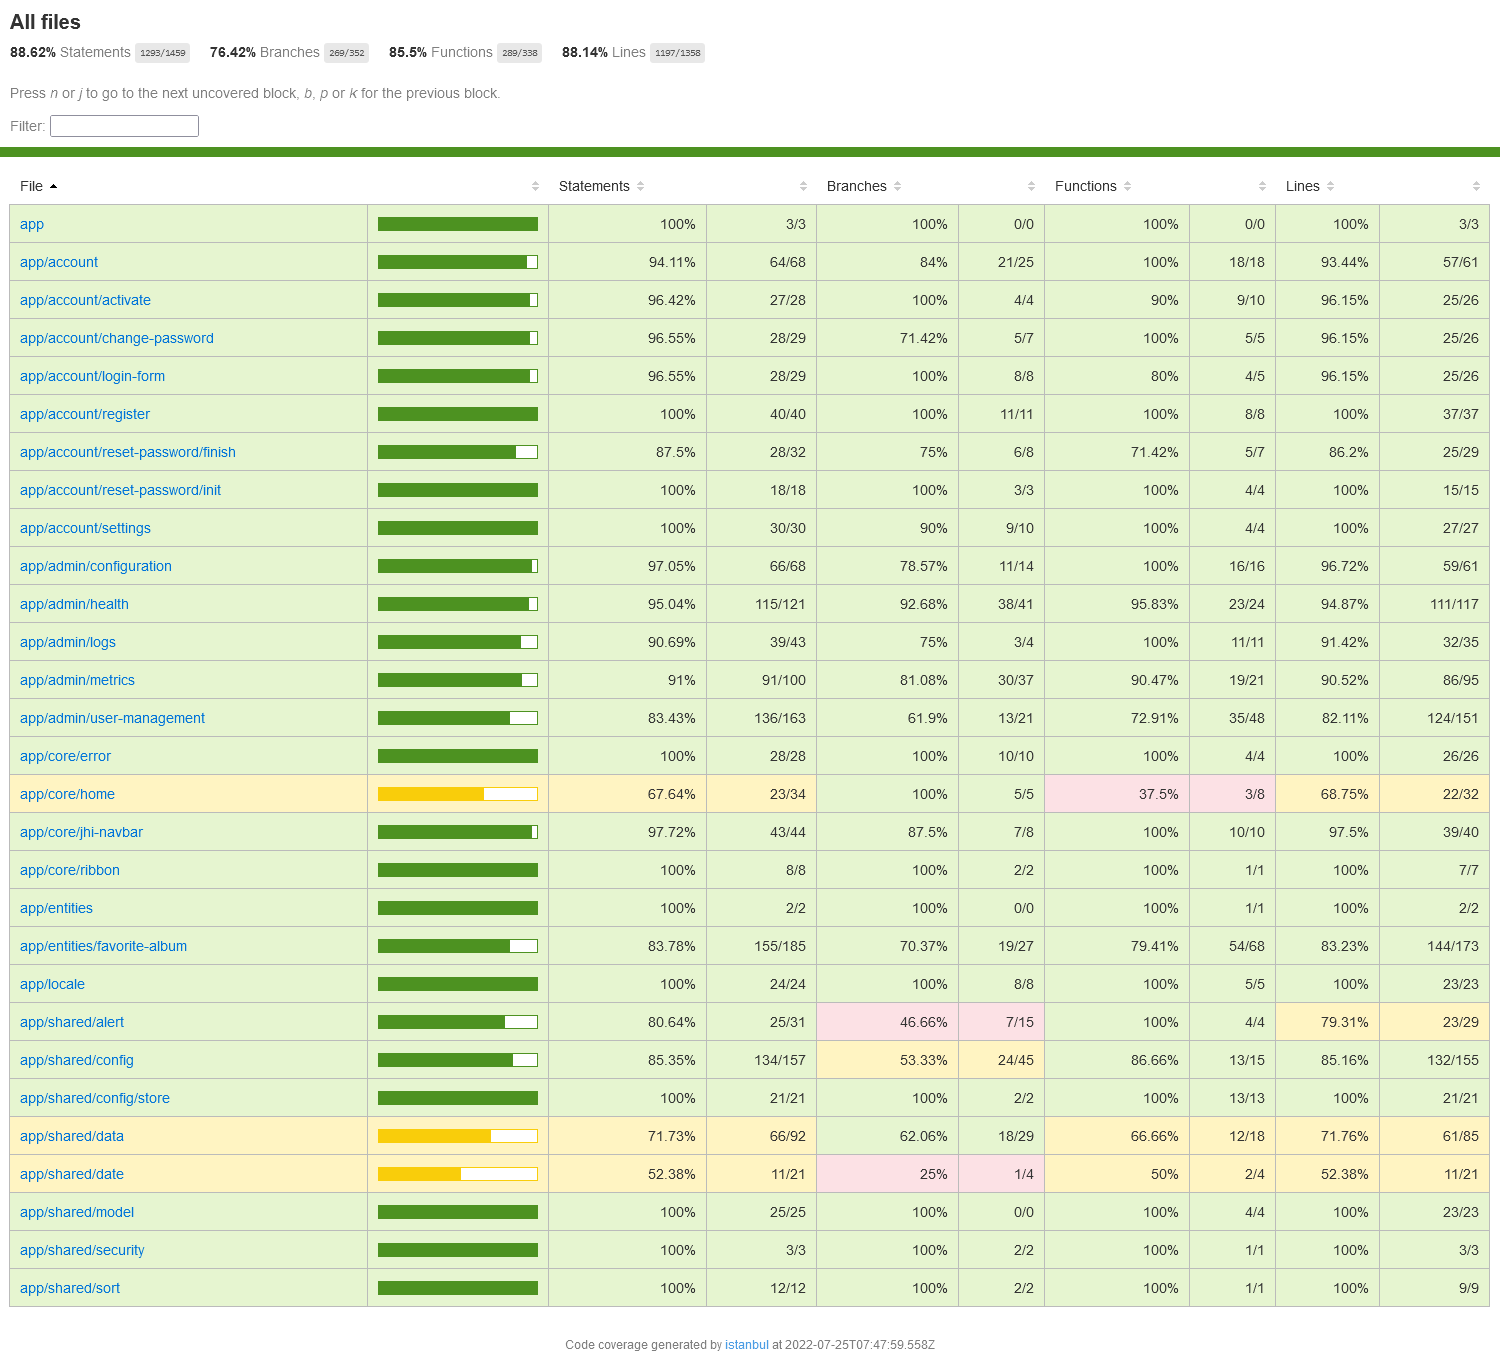 All files
88.62% Statements 1293/1459 76.42% Branches 269/352 85.5% Functions 289/338 88.14% Lines 1197/1358
Press n or j to go to the next uncovered block, b, p or k for the previous block.
Filter:
File Statements Branches Functions Lines
app 100% 3/3 100% 0/0 100% 0/0 100% 3/3
app/account 94.11% 64/68 84% 21/25 100% 18/18 93.44% 57/61
app/account/activate 96.42% 27/28 100% 4/4 90% 9/10 96.15% 25/26
app/account/change-password 96.55% 28/29 71.42% 5/7 100% 5/5 96.15% 25/26
app/account/login-form 96.55% 28/29 100% 8/8 80% 4/5 96.15% 25/26
app/account/register 100% 40/40 100% 11/11 100% 8/8 100% 37/37
app/account/reset-password/finish 87.5% 28/32 75% 6/8 71.42% 5/7 86.2% 25/29
app/account/reset-password/init 100% 18/18 100% 3/3 100% 4/4 100% 15/15
app/account/settings 100% 30/30 90% 9/10 100% 4/4 100% 27/27
app/admin/configuration 97.05% 66/68 78.57% 11/14 100% 16/16 96.72% 59/61
app/admin/health 95.04% 115/121 92.68% 38/41 95.83% 23/24 94.87% 111/117
app/admin/logs 90.69% 39/43 75% 3/4 100% 11/11 91.42% 32/35
app/admin/metrics 91% 91/100 81.08% 30/37 90.47% 19/21 90.52% 86/95
app/admin/user-management 83.43% 136/163 61.9% 13/21 72.91% 35/48 82.11% 124/151
app/core/error 100% 28/28 100% 10/10 100% 4/4 100% 26/26
app/core/home 67.64% 23/34 100% 5/5 37.5% 3/8 68.75% 22/32
app/core/jhi-navbar 97.72% 43/44 87.5% 7/8 100% 10/10 97.5% 39/40
app/core/ribbon 100% 8/8 100% 2/2 100% 1/1 100% 7/7
app/entities 100% 2/2 100% 0/0 100% 1/1 100% 2/2
app/entities/favorite-album 83.78% 155/185 70.37% 19/27 79.41% 54/68 83.23% 144/173
app/locale 100% 24/24 100% 8/8 100% 5/5 100% 23/23
app/shared/alert 80.64% 25/31 46.66% 7/15 100% 4/4 79.31% 23/29
app/shared/config 85.35% 134/157 53.33% 24/45 86.66% 13/15 85.16% 132/155
app/shared/config/store 100% 21/21 100% 2/2 100% 13/13 100% 21/21
app/shared/data 71.73% 66/92 62.06% 18/29 66.66% 12/18 71.76% 61/85
app/shared/date 52.38% 11/21 25% 1/4 50% 2/4 52.38% 11/21
app/shared/model 100% 25/25 100% 0/0 100% 4/4 100% 23/23
app/shared/security 100% 3/3 100% 2/2 100% 1/1 100% 3/3
app/shared/sort 100% 12/12 100% 2/2 100% 1/1 100% 9/9
Code coverage generated by istanbul at 2022-07-25T07:47:59.558Z